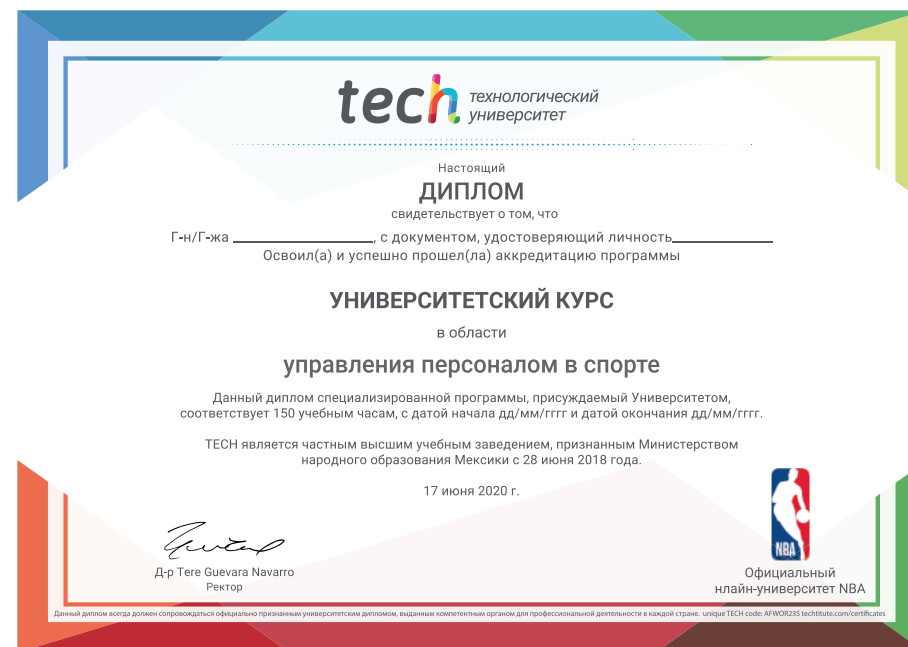 tech технологический
университет
Настоящий
ДИПЛОМ
свидетельствует о том, что
Г-н/Г-жа ____________, с документом, удостоверяющий личность____________
Освоил(а) и успешно прошел(ла) аккредитацию программы
УНИВЕРСИТЕТСКИЙ КУРС
в области
управления персоналом в спорте
Данный диплом специализированной программы, присуждаемый Университетом,
соответствует 150 учебным часам, с датой начала дд/мм/гггг и датой окончания дд/мм/гггг.
TECH является частным высшим учебным заведением, признанным Министерством
народного образования Мексики с 28 июня 2018 года.
17 июня 2020 г.
Д-р Tere Guevara Navarro
Ректор
NBA
Официальный
нлайн-университет NBA
Данный диплом всегда должен сопровождаться официально признанным университетским дипломом, выданным компетентным органом для профессиональной деятельности в каждой стране. unique TECH code: AFWOR23S techtitute.com/certificates